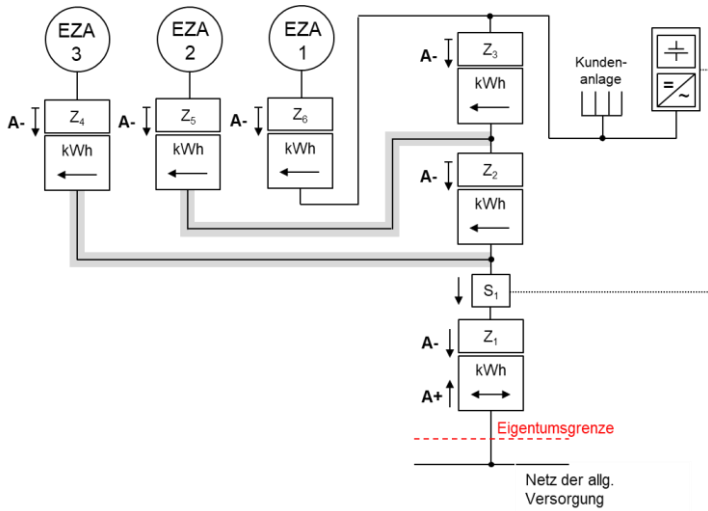 EZA
3
EZA
2
EZA
1
A-
Z4
kWh
A-
Z5
kWh
A-
Z6
kWh
A-
Z3
kWh
Kunden-
anlage
=
~
A-
Z2
kWh
S1
A-
Z1
kWh
A+
Eigentumsgrenze
Netz der allg.
Versorgung